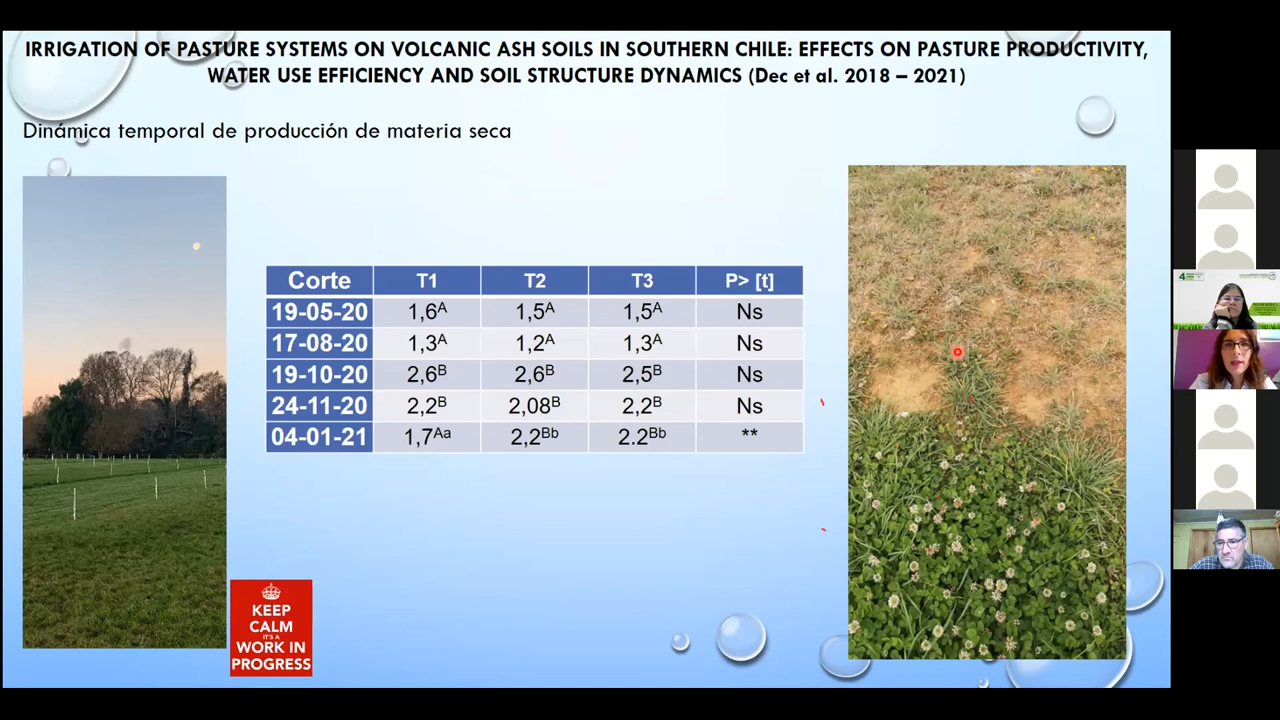 IRRIGATION OF PASTURE SYSTEMS ON VOLCANIC ASH SOILS IN SOUTHERN CHILE: EFFECTS ON PASTURE PRODUCTIVITY,
WATER USE EFFICIENCY AND SOIL STRUCTURE DYNAMICS (Dec et al. 2018 – 2021)
Dinámica temporal de producción de materia seca
Corte T1 T2 T3 P> [t]
19-05-20 1,6ᴬ 1,5ᴬ 1,5ᴬ Ns
17-08-20 1,3ᴬ 1,2ᴬ 1,3ᴬ Ns
19-10-20 2,6ᴮ 2,6ᴮ 2,5ᴮ Ns
24-11-20 2,2ᴮ 2,08ᴮ 2,2ᴮ Ns
04-01-21 1,7ᴬᵃ 2,2ᴮᵇ 2.2ᴮᵇ **
KEEP
CALM
IT'S A
WORK IN
PROGRESS